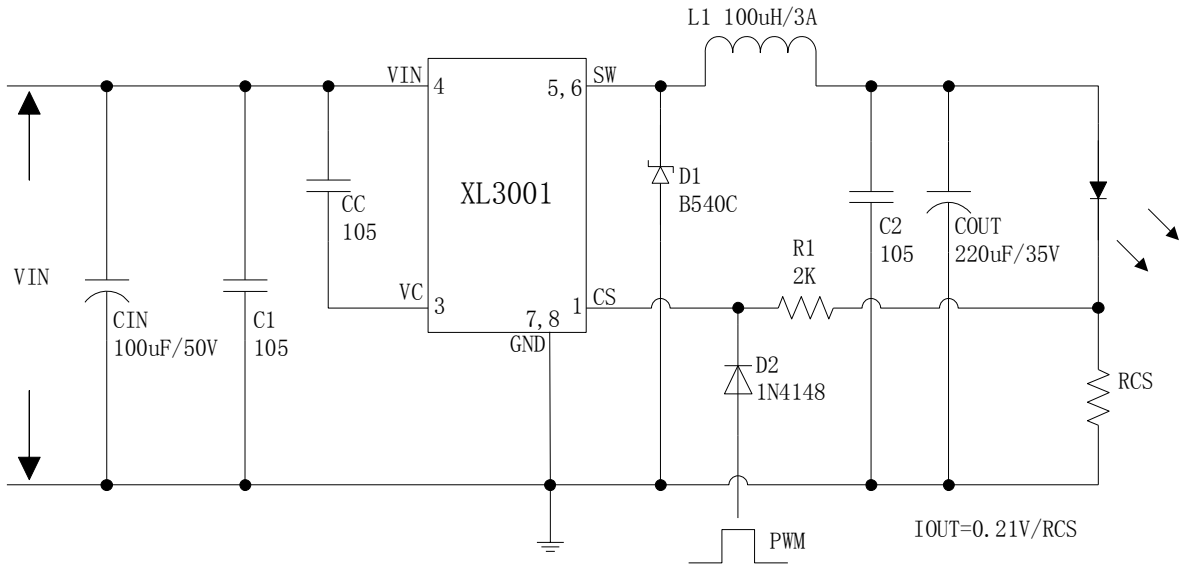 L1 100uH/3A
VIN
4
5,6
SW
XL3001
D1
B540C
CC
105
C2
105
COUT
220uF/35V
R1
2K
VIN
VC
3
1
CS
7,8
GND
CIN
100uF/50V
C1
105
D2
1N4148
RCS
PWM
IOUT=0.21V/RCS